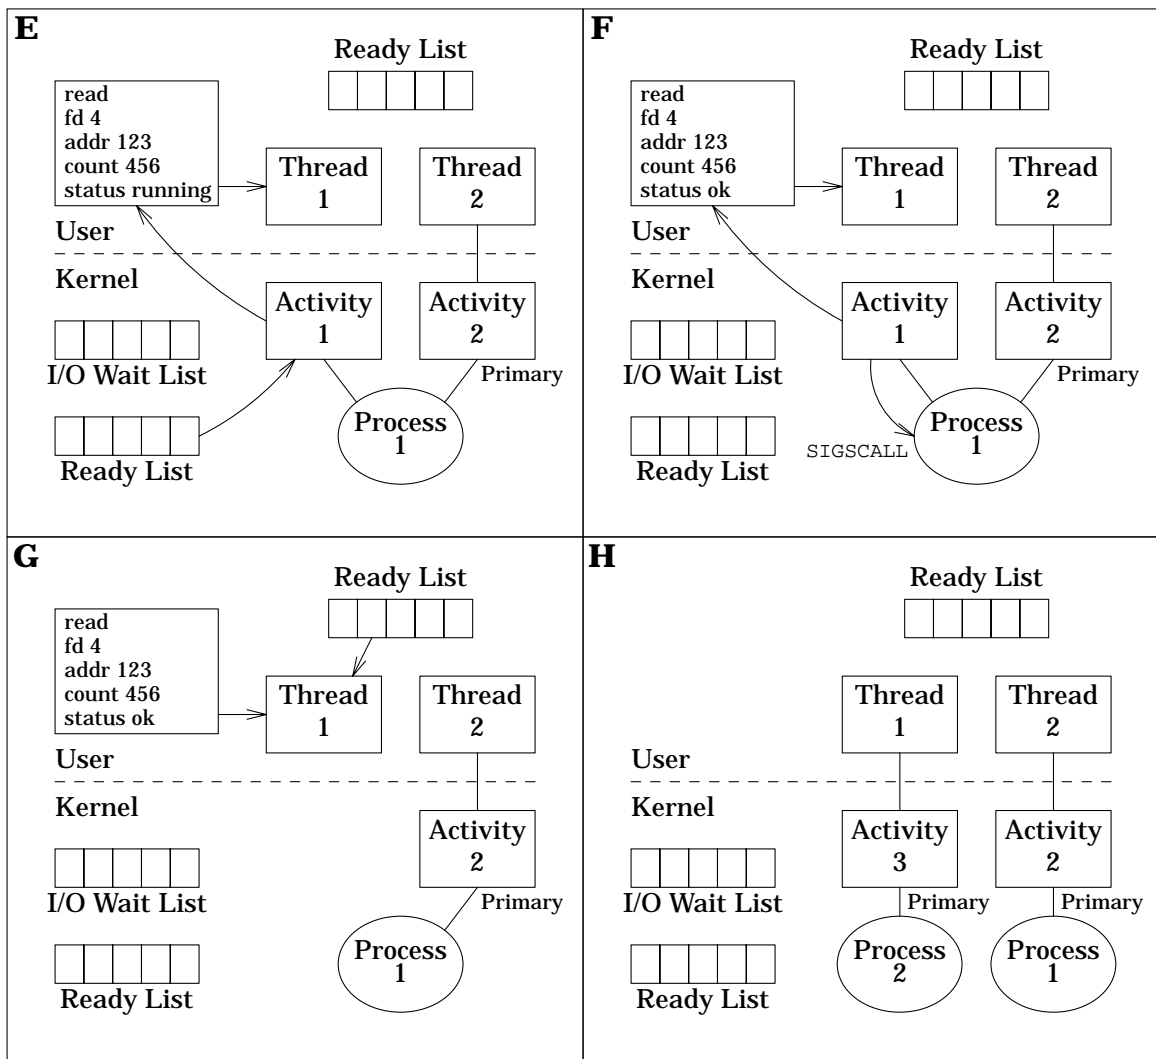 E
Ready List
read
fd 4
addr 123
count 456
status running
Thread
1
Thread
2
User
Kernel
Activity
1
Activity
2
I/O Wait List
Primary
Process
1
Ready List
F
Ready List
read
fd 4
addr 123
count 456
status ok
Thread
1
Thread
2
User
Kernel
Activity
1
Activity
2
I/O Wait List
Primary
Process
1
SIGSCALL
Ready List
G
Ready List
read
fd 4
addr 123
count 456
status ok
Thread
1
Thread
2
User
Kernel
Activity
2
I/O Wait List
Primary
Process
1
Ready List
H
Ready List
Thread
1
Thread
2
User
Kernel
Activity
3
Activity
2
I/O Wait List
Primary
Primary
Process
2
Process
1
Ready List